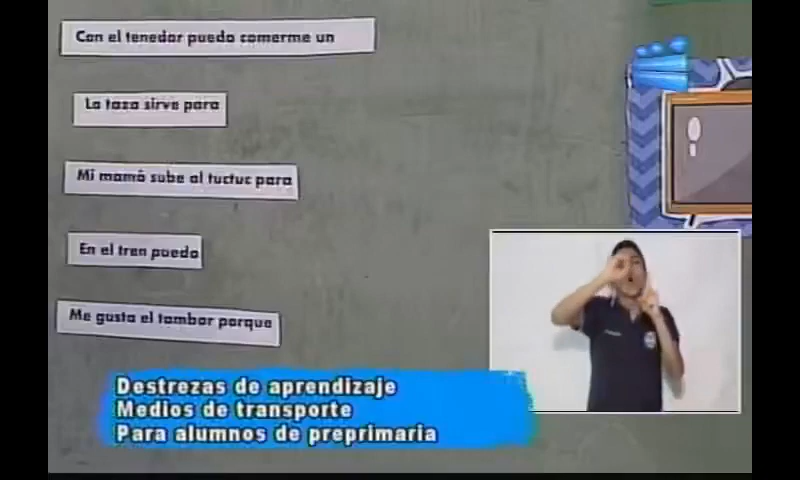 Con el tenedor puedo comerme un
La taza sirve para
Mi mamá sube al tuctuc para
En el tren puedo
Me gusta el tambor porque
Destrezas de aprendizaje
Medios de transporte
Para alumnos de preprimaria